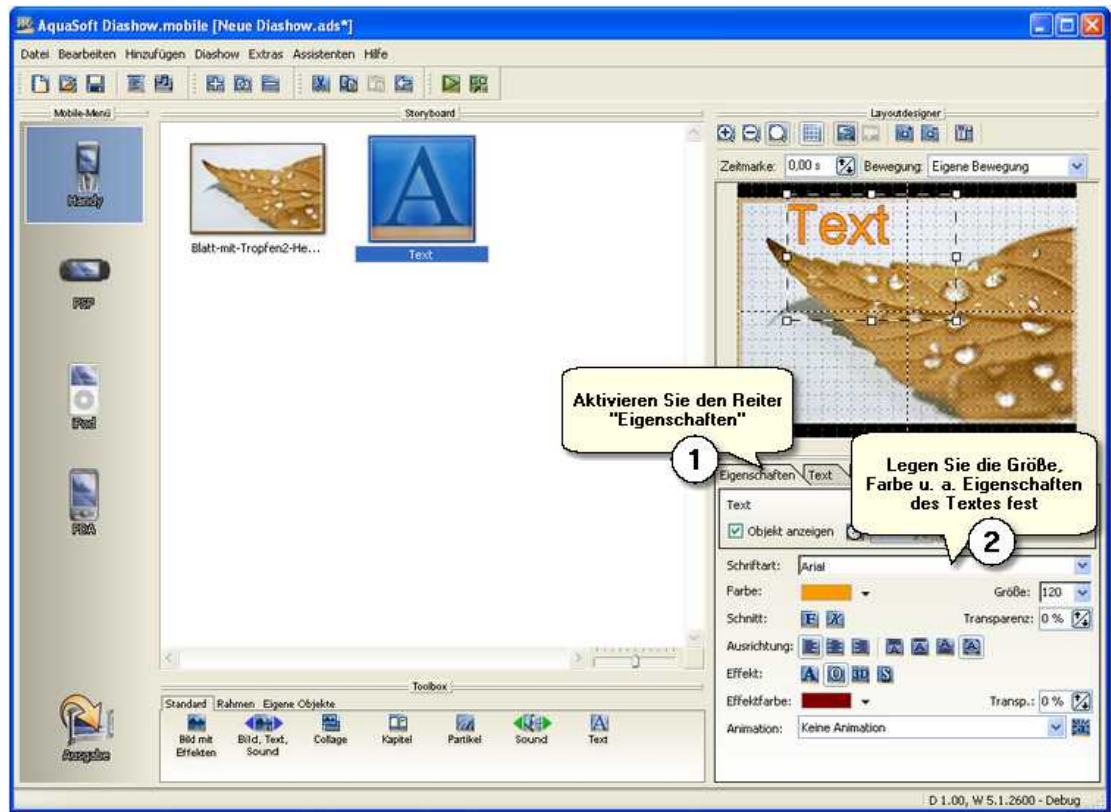 AquaSoft Diashow.mobile [Neue Diashow.ads*]
Datei Bearbeiten Hinzufügen Diashow Extras Assistenten Hilfe
Mobile-Menü
Storyboard
Layoutdesigner
Zeitmarke: 0,00 s Bewegung: Eigene Bewegung
Handy
PSP
iPod
PDA
Ausgabe
Blatt-mit-Tropfen2-He...
A
Text
Text
Aktivieren Sie den Reiter
"Eigenschaften"
1
Legen Sie die Größe,
Farbe u. a. Eigenschaften
des Textes fest
2
Eigenschaften Text
Text
Objekt anzeigen
Schriftart: Arial
Farbe: Größe: 120
Schnitt: F K Transparenz: 0 %
Ausrichtung:
Effekt: A O 3D S
Effektfarbe: Transp.: 0 %
Animation: Keine Animation
Toolbox
Standard Rahmen Eigene Objekte
Bild mit
Effekten
Bild, Text,
Sound
Collage
Kapitel
Partikel
Sound
Text
D 1.00, W 5.1.2600 - Debug